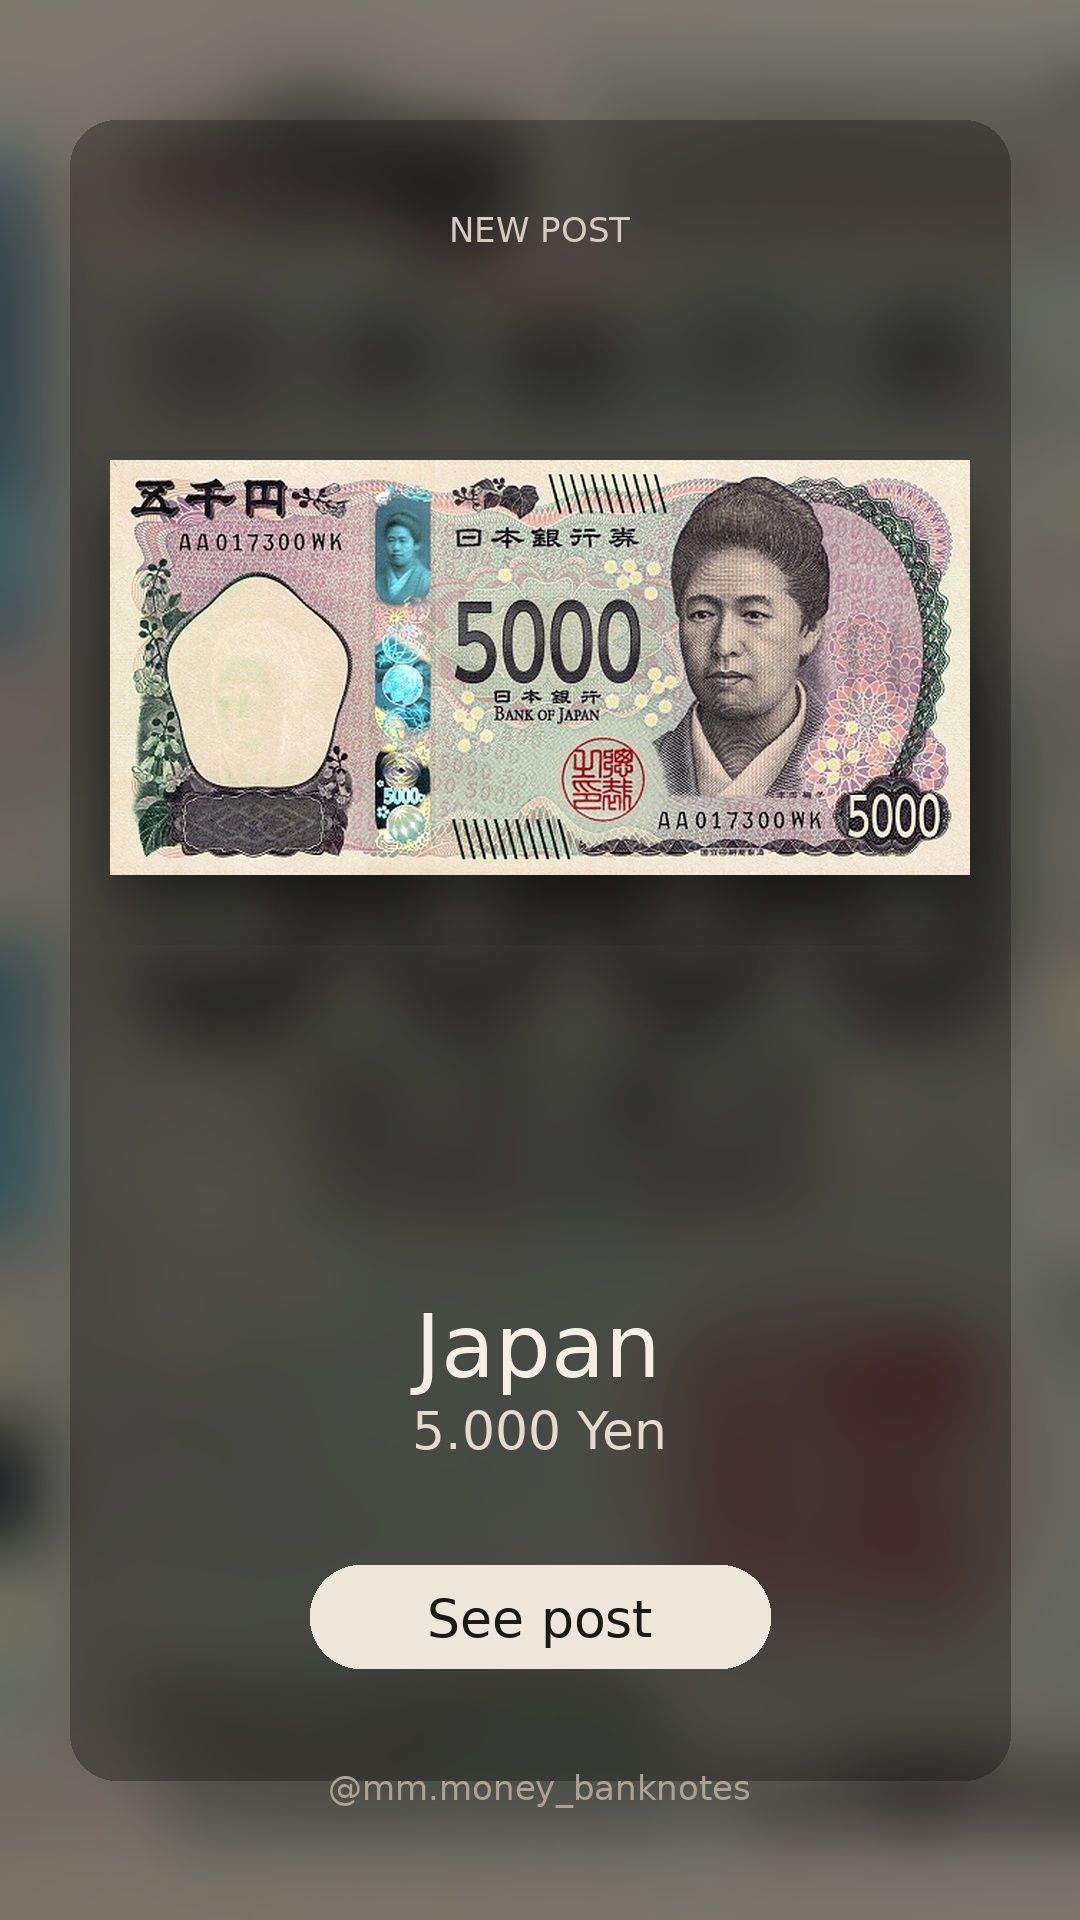 NEW POST
五千円
AA017300WK
日本銀行券
5000
日本銀行
BANK OF JAPAN
5000
AA017300WK
5000
Japan
5.000 Yen
See post
@mm.money_banknotes